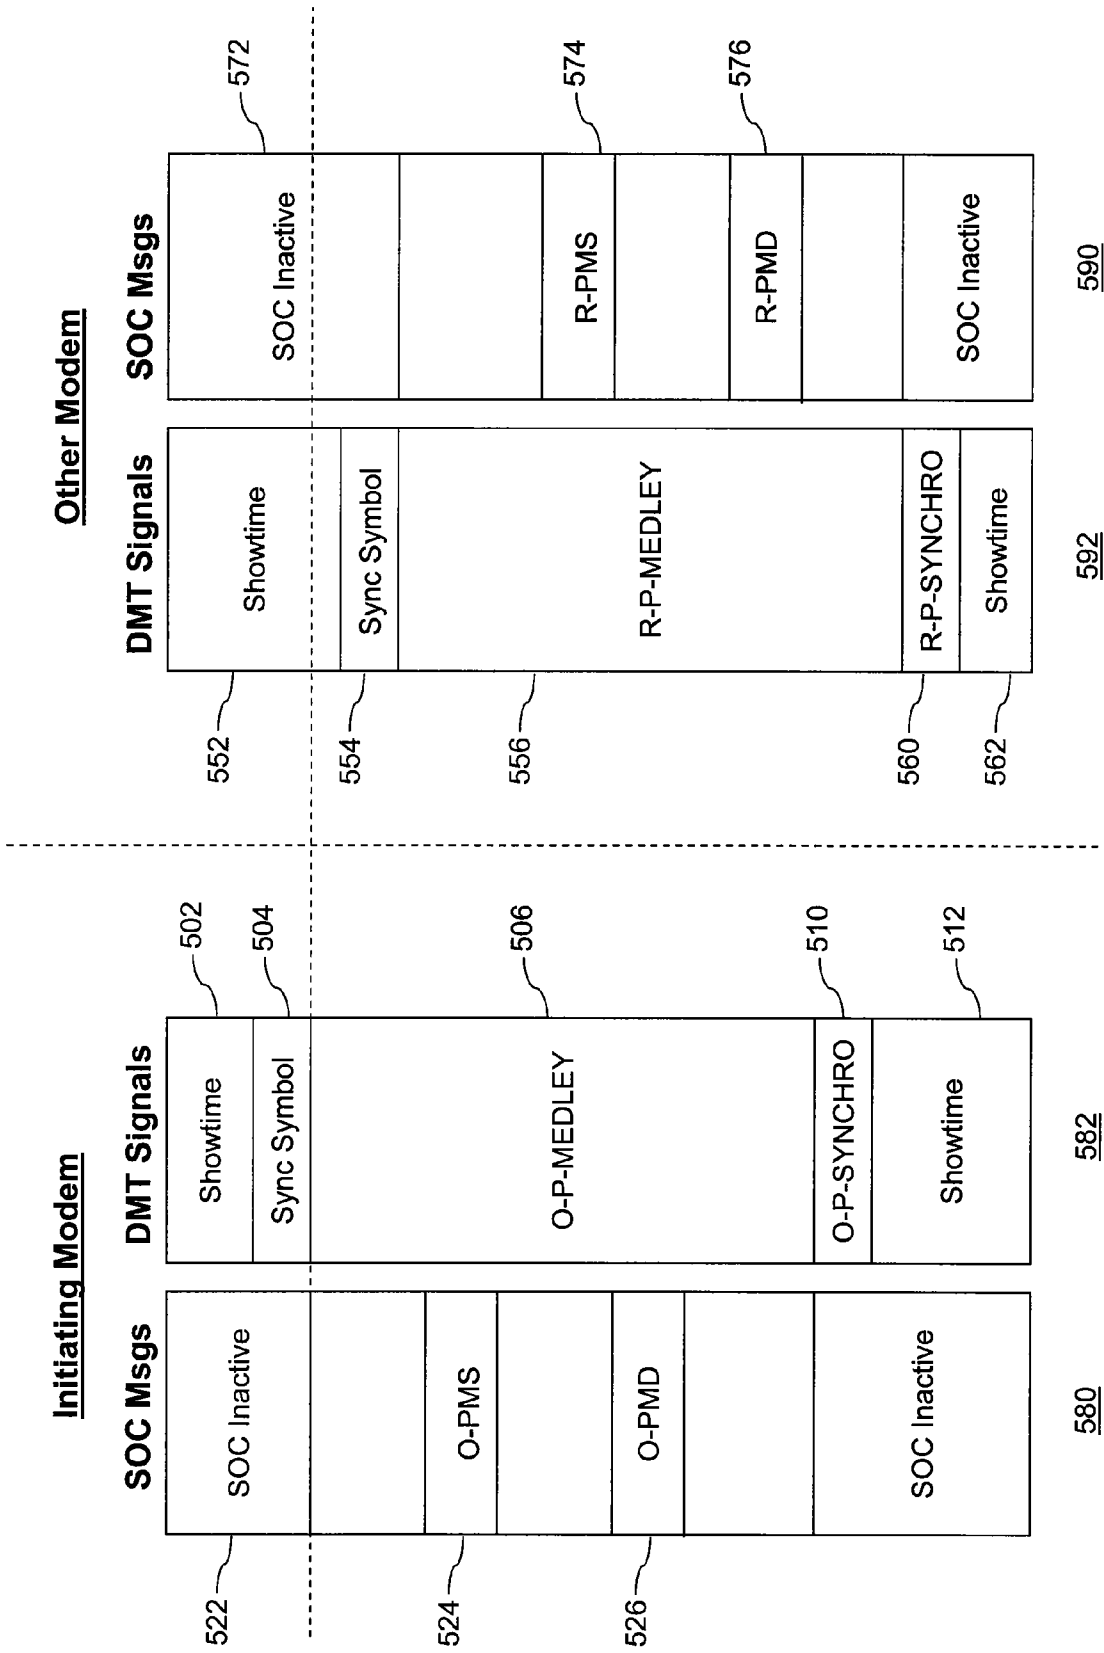 Initiating Modem
Other Modem
SOC Msgs
DMT Signals
DMT Signals
SOC Msgs
522
SOC Inactive
524
O-PMS
526
O-PMD
SOC Inactive
580
Showtime
502
Sync Symbol
504
O-P-MEDLEY
506
O-P-SYNCHRO
510
Showtime
512
582
552
Showtime
554
Sync Symbol
556
R-P-MEDLEY
560
R-P-SYNCHRO
562
Showtime
592
SOC Inactive
572
R-PMS
574
R-PMD
576
SOC Inactive
590